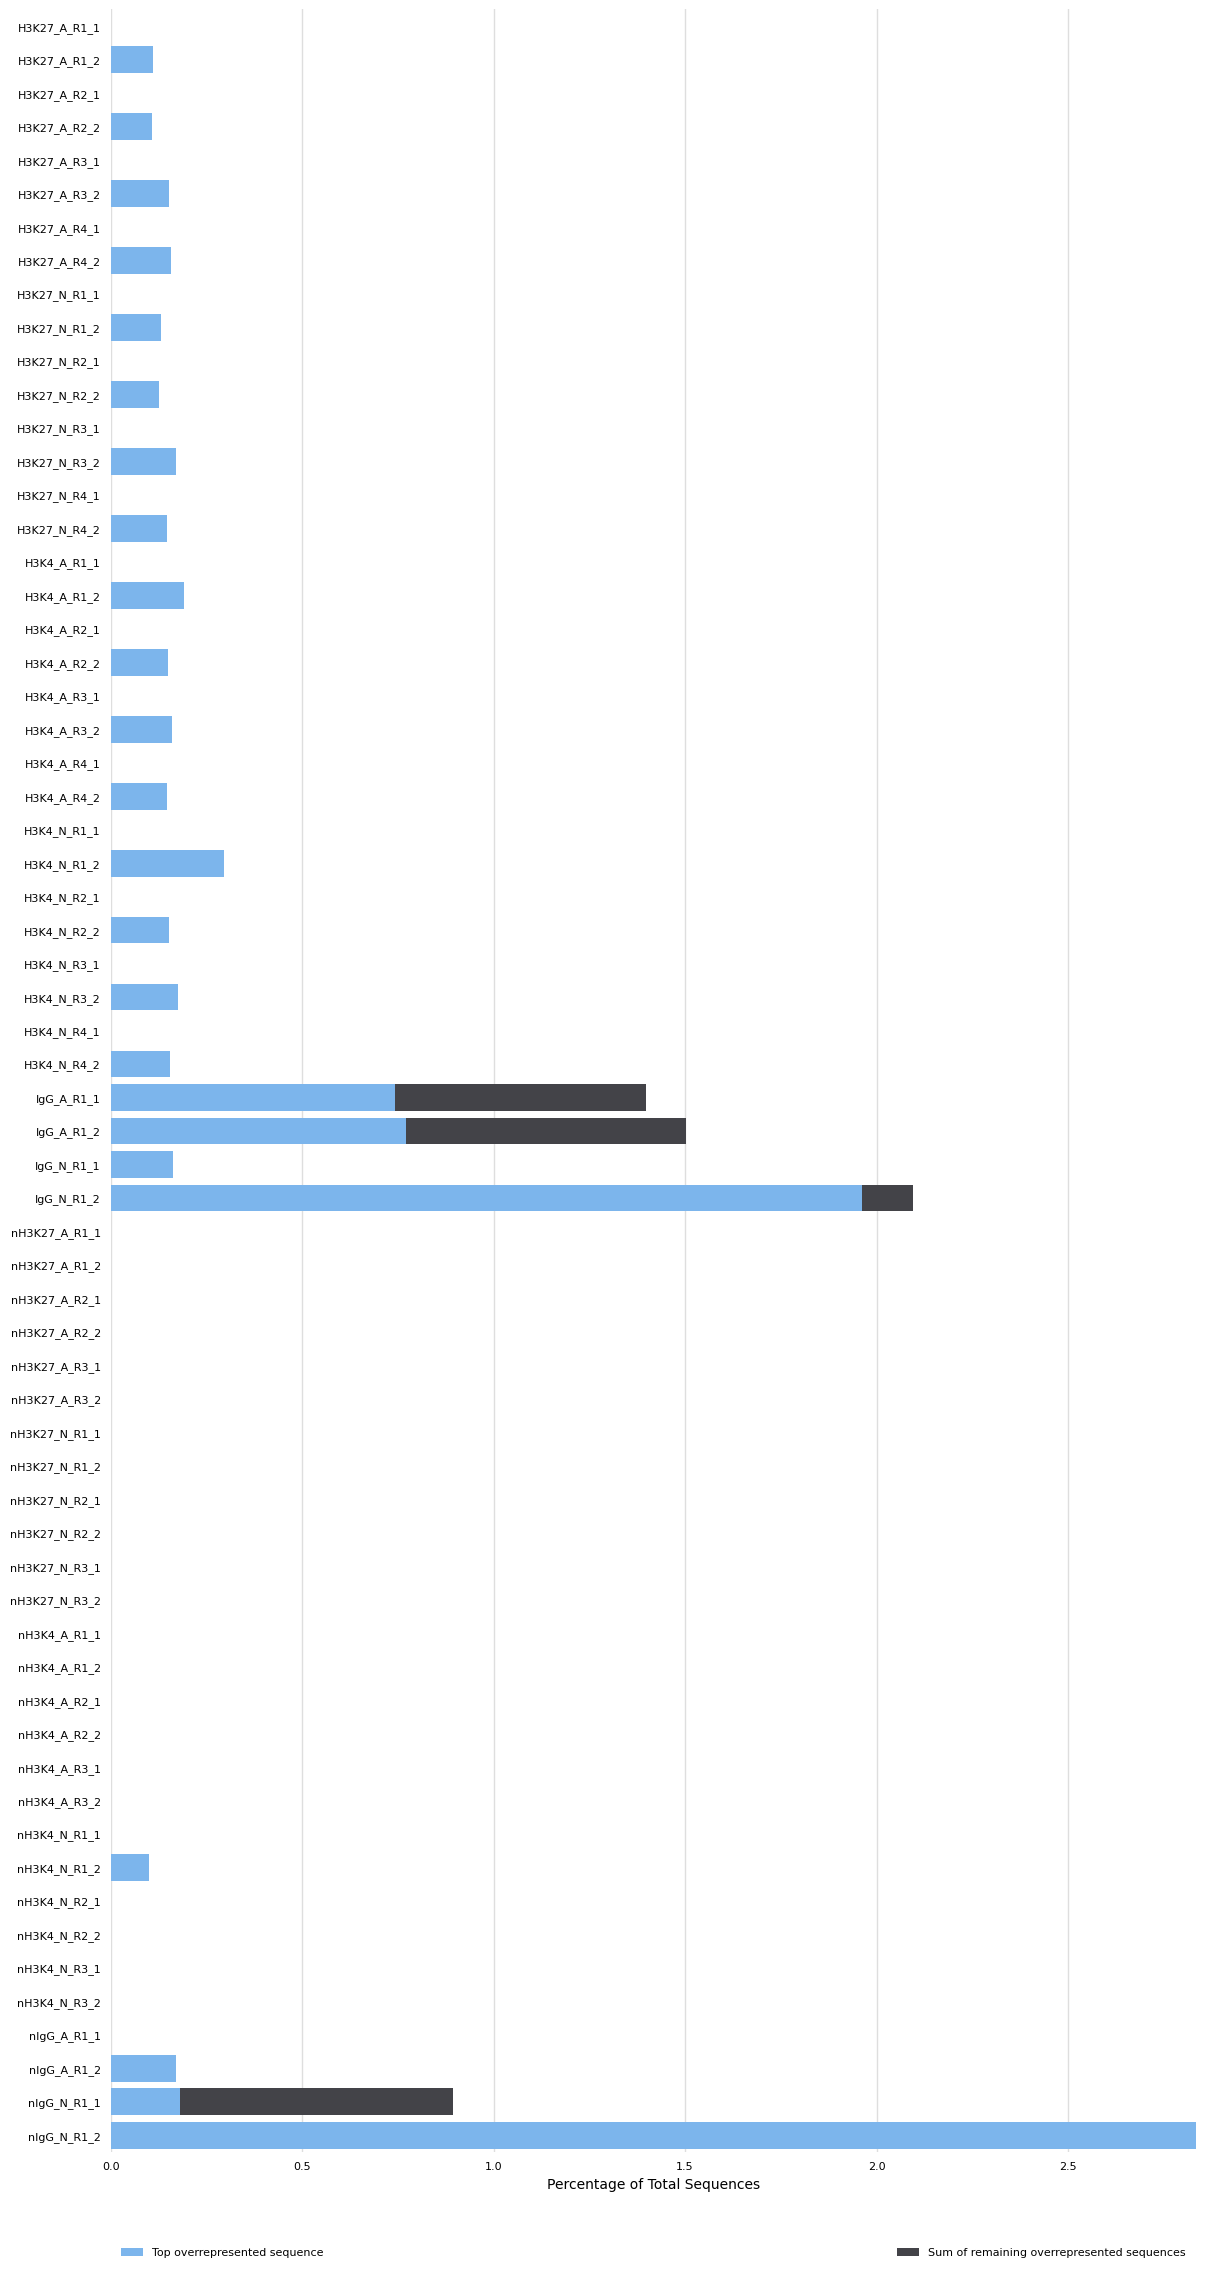 H3K27_A_R1_1
H3K27_A_R1_2
H3K27_A_R2_1
H3K27_A_R2_2
H3K27_A_R3_1
H3K27_A_R3_2
H3K27_A_R4_1
H3K27_A_R4_2
H3K27_N_R1_1
H3K27_N_R1_2
H3K27_N_R2_1
H3K27_N_R2_2
H3K27_N_R3_1
H3K27_N_R3_2
H3K27_N_R4_1
H3K27_N_R4_2
H3K4_A_R1_1
H3K4_A_R1_2
H3K4_A_R2_1
H3K4_A_R2_2
H3K4_A_R3_1
H3K4_A_R3_2
H3K4_A_R4_1
H3K4_A_R4_2
H3K4_N_R1_1
H3K4_N_R1_2
H3K4_N_R2_1
H3K4_N_R2_2
H3K4_N_R3_1
H3K4_N_R3_2
H3K4_N_R4_1
H3K4_N_R4_2
IgG_A_R1_1
IgG_A_R1_2
IgG_N_R1_1
IgG_N_R1_2
nH3K27_A_R1_1
nH3K27_A_R1_2
nH3K27_A_R2_1
nH3K27_A_R2_2
nH3K27_A_R3_1
nH3K27_A_R3_2
nH3K27_N_R1_1
nH3K27_N_R1_2
nH3K27_N_R2_1
nH3K27_N_R2_2
nH3K27_N_R3_1
nH3K27_N_R3_2
nH3K4_A_R1_1
nH3K4_A_R1_2
nH3K4_A_R2_1
nH3K4_A_R2_2
nH3K4_A_R3_1
nH3K4_A_R3_2
nH3K4_N_R1_1
nH3K4_N_R1_2
nH3K4_N_R2_1
nH3K4_N_R2_2
nH3K4_N_R3_1
nH3K4_N_R3_2
nIgG_A_R1_1
nIgG_A_R1_2
nIgG_N_R1_1
nIgG_N_R1_2
0.0 0.5 1.0 1.5 2.0 2.5
Percentage of Total Sequences
Top overrepresented sequence Sum of remaining overrepresented sequences